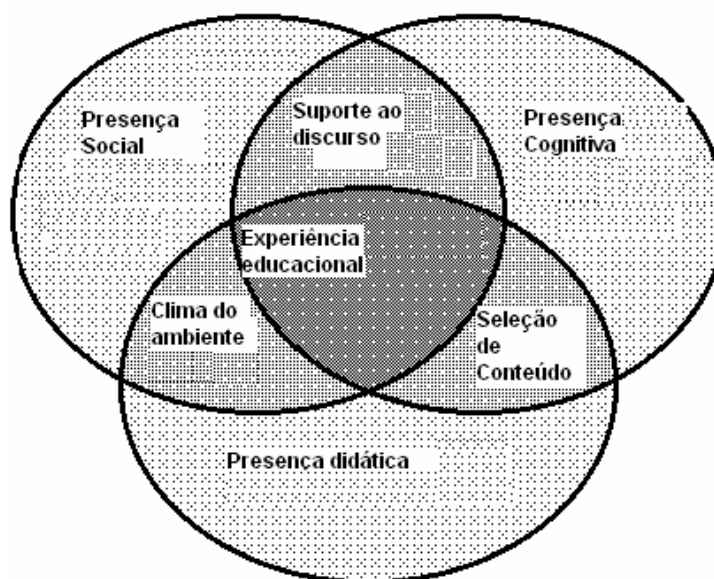 Presença
Social
Suporte ao
discurso
Presença
Cognitiva
Experiência
educacional
Clima do
ambiente
Seleção
de
Conteúdo
Presença didática